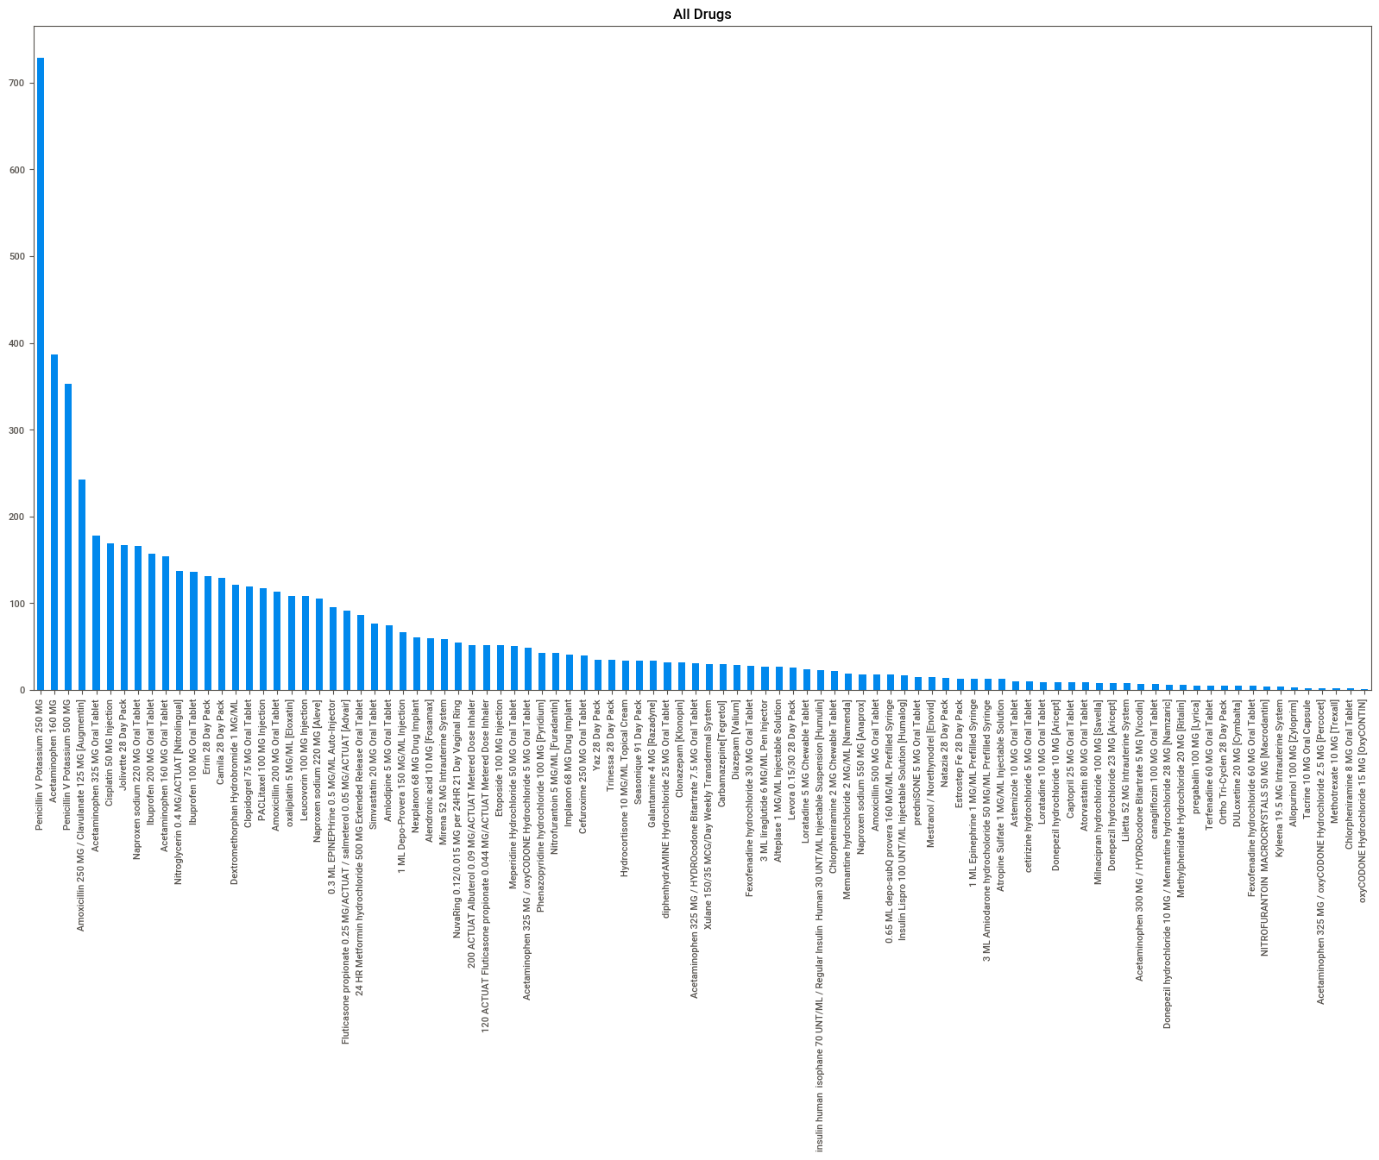 All Drugs
700
600
500
400
300
200
100
0
Penicillin V Potassium 250 MG
Acetaminophen 160 MG
Penicillin V Potassium 500 MG
Amoxicillin 250 MG / Clavulanate 125 MG [Augmentin]
Acetaminophen 325 MG Oral Tablet
Cisplatin 50 MG Injection
Jolivette 28 Day Pack
Naproxen sodium 220 MG Oral Tablet
Ibuprofen 200 MG Oral Tablet
Acetaminophen 160 MG Oral Tablet
Nitroglycerin 0.4 MG/ACTUAT [Nitrolingual]
Ibuprofen 100 MG Oral Tablet
Errin 28 Day Pack
Camila 28 Day Pack
Dextromethorphan Hydrobromide 1 MG/ML
Clopidogrel 75 MG Oral Tablet
PACLitaxel 100 MG Injection
Amoxicillin 200 MG Oral Tablet
oxaliplatin 5 MG/ML [Eloxatin]
Leucovorin 100 MG Injection
Naproxen sodium 220 MG [Aleve]
0.3 ML EPINEPHrine 0.5 MG/ML Auto-Injector
Fluticasone propionate 0.25 MG/ACTUAT / salmeterol 0.05 MG/ACTUAT [Advair]
24 HR Metformin hydrochloride 500 MG Extended Release Oral Tablet
Simvastatin 20 MG Oral Tablet
Amlodipine 5 MG Oral Tablet
1 ML Depo-Provera 150 MG/ML Injection
Nexplanon 68 MG Drug Implant
Alendronic acid 10 MG [Fosamax]
Mirena 52 MG Intrauterine System
NuvaRing 0.12/0.015 MG per 24HR 21 Day Vaginal Ring
200 ACTUAT Albuterol 0.09 MG/ACTUAT Metered Dose Inhaler
120 ACTUAT Fluticasone propionate 0.044 MG/ACTUAT Metered Dose Inhaler
Etoposide 100 MG Injection
Meperidine Hydrochloride 50 MG Oral Tablet
Acetaminophen 325 MG / oxyCODONE Hydrochloride 5 MG Oral Tablet
Phenazopyridine hydrochloride 100 MG [Pyridium]
Nitrofurantoin 5 MG/ML [Furadantin]
Implanon 68 MG Drug Implant
Cefuroxime 250 MG Oral Tablet
Yaz 28 Day Pack
Trinessa 28 Day Pack
Hydrocortisone 10 MG/ML Topical Cream
Seasonique 91 Day Pack
Galantamine 4 MG [Razadyne]
diphenhydrAMINE Hydrochloride 25 MG Oral Tablet
Clonazepam [Klonopin]
Acetaminophen 325 MG / HYDROcodone Bitartrate 7.5 MG Oral Tablet
Xulane 150/35 MCG/Day Weekly Transdermal System
Carbamazepine[Tegretol]
Diazepam [Valium]
Fexofenadine hydrochloride 30 MG Oral Tablet
3 ML liraglutide 6 MG/ML Pen Injector
Alteplase 1 MG/ML Injectable Solution
Levora 0.15/30 28 Day Pack
Loratadine 5 MG Chewable Tablet
insulin human  isophane 70 UNT/ML / Regular Insulin  Human 30 UNT/ML Injectable Suspension [Humulin]
Chlorpheniramine 2 MG Chewable Tablet
Memantine hydrochloride 2 MG/ML [Namenda]
Naproxen sodium 550 MG [Anaprox]
Amoxicillin 500 MG Oral Tablet
0.65 ML depo-subQ provera 160 MG/ML Prefilled Syringe
Insulin Lispro 100 UNT/ML Injectable Solution [Humalog]
predniSONE 5 MG Oral Tablet
Mestranol / Norethynodrel [Enovid]
Natazia 28 Day Pack
Estrostep Fe 28 Day Pack
1 ML Epinephrine 1 MG/ML Prefilled Syringe
3 ML Amiodarone hydrocholoride 50 MG/ML Prefilled Syringe
Atropine Sulfate 1 MG/ML Injectable Solution
Astemizole 10 MG Oral Tablet
cetirizine hydrochloride 5 MG Oral Tablet
Loratadine 10 MG Oral Tablet
Donepezil hydrochloride 10 MG [Aricept]
Captopril 25 MG Oral Tablet
Atorvastatin 80 MG Oral Tablet
Milnacipran hydrochloride 100 MG [Savella]
Donepezil hydrochloride 23 MG [Aricept]
Liletta 52 MG Intrauterine System
Acetaminophen 300 MG / HYDROcodone Bitartrate 5 MG [Vicodin]
canagliflozin 100 MG Oral Tablet
Donepezil hydrochloride 10 MG / Memantine hydrochloride 28 MG [Namzaric]
Methylphenidate Hydrochloride 20 MG [Ritalin]
pregabalin 100 MG [Lyrica]
Terfenadine 60 MG Oral Tablet
Ortho Tri-Cyclen 28 Day Pack
DULoxetine 20 MG [Cymbalta]
Fexofenadine hydrochloride 60 MG Oral Tablet
NITROFURANTOIN  MACROCRYSTALS 50 MG [Macrodantin]
Kyleena 19.5 MG Intrauterine System
Allopurinol 100 MG [Zyloprim]
Tacrine 10 MG Oral Capsule
Acetaminophen 325 MG / oxyCODONE Hydrochloride 2.5 MG [Percocet]
Methotrexate 10 MG [Trexall]
Chlorpheniramine 8 MG Oral Tablet
oxyCODONE Hydrochloride 15 MG [OxyCONTIN]